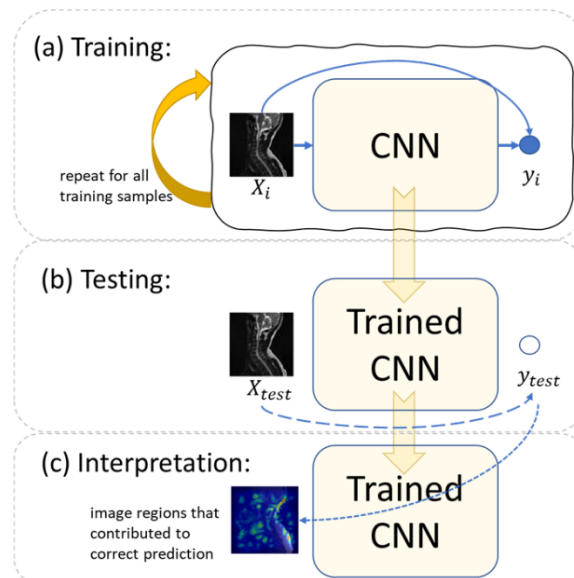 (a) Training:
CNN
repeat for all
training samples
X_i
y_i
(b) Testing:
Trained
CNN
X_test
y_test
(c) Interpretation:
Trained
CNN
image regions that
contributed to
correct prediction